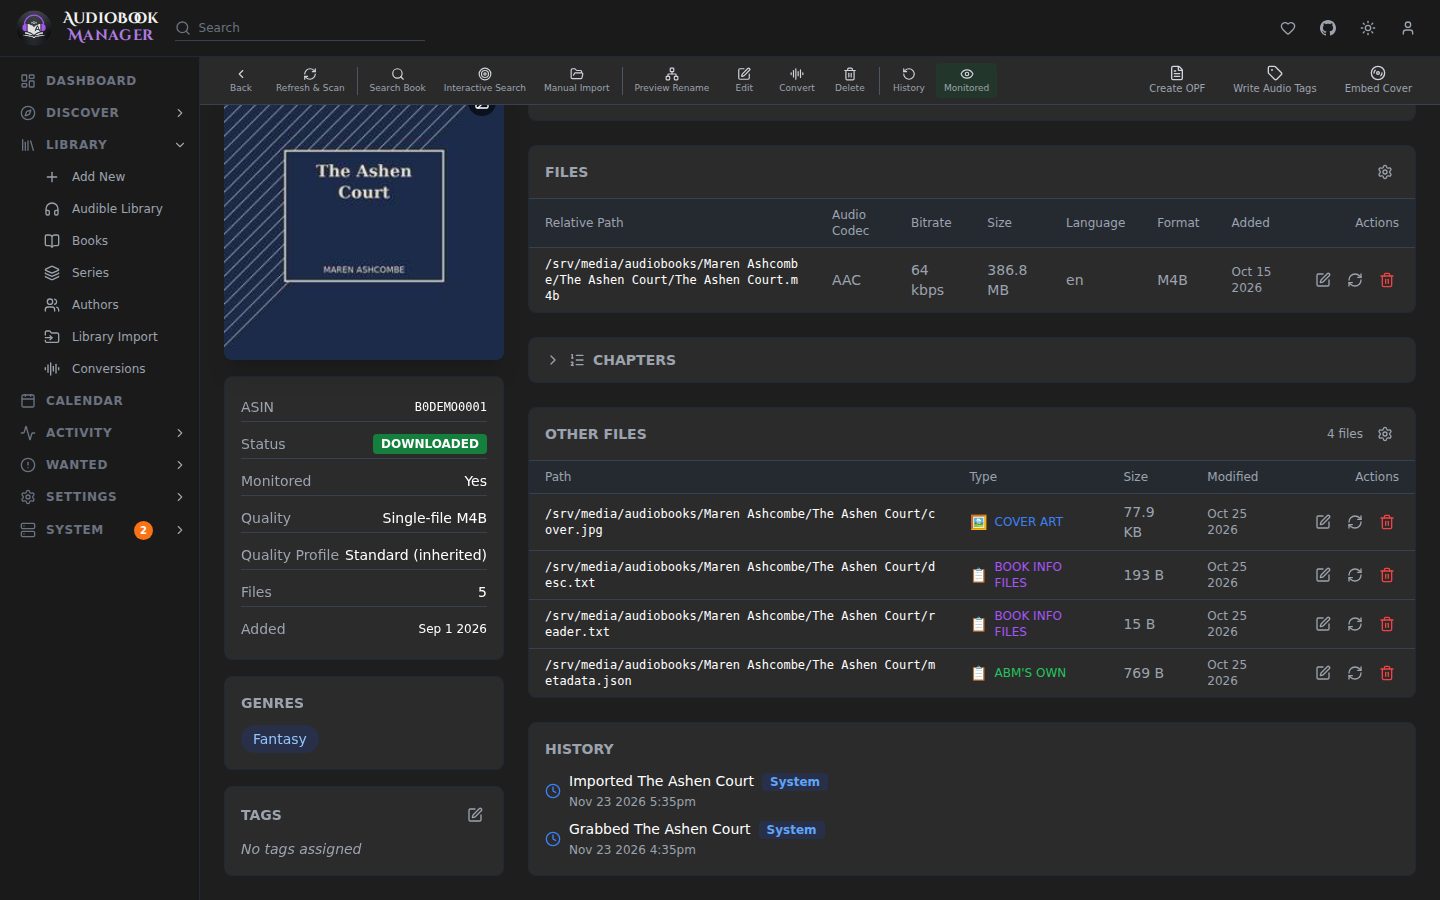 AUDIOBOOK
MANAGER
Search
DASHBOARD
DISCOVER
LIBRARY
Add New
Audible Library
Books
Series
Authors
Library Import
Conversions
CALENDAR
ACTIVITY
WANTED
SETTINGS
SYSTEM 2
Back
Refresh & Scan
Search Book
Interactive Search
Manual Import
Preview Rename
Edit
Convert
Delete
History
Monitored
Create OPF
Write Audio Tags
Embed Cover
The Ashen
Court
MAREN ASHCOMBE
ASIN B0DEMO0001
Status DOWNLOADED
Monitored Yes
Quality Single-file M4B
Quality Profile Standard (inherited)
Files 5
Added Sep 1 2026
GENRES
Fantasy
TAGS
No tags assigned
FILES
Relative Path
Audio
Codec
Bitrate
Size
Language
Format
Added
Actions
/srv/media/audiobooks/Maren Ashcomb
e/The Ashen Court/The Ashen Court.m
4b
AAC
64
kbps
386.8
MB
en
M4B
Oct 15
2026
CHAPTERS
OTHER FILES
4 files
Path
Type
Size
Modified
Actions
/srv/media/audiobooks/Maren Ashcombe/The Ashen Court/c
over.jpg
COVER ART
77.9
KB
Oct 25
2026
/srv/media/audiobooks/Maren Ashcombe/The Ashen Court/d
esc.txt
BOOK INFO
FILES
193 B
Oct 25
2026
/srv/media/audiobooks/Maren Ashcombe/The Ashen Court/r
eader.txt
BOOK INFO
FILES
15 B
Oct 25
2026
/srv/media/audiobooks/Maren Ashcombe/The Ashen Court/m
etadata.json
ABM'S OWN
769 B
Oct 25
2026
HISTORY
Imported The Ashen Court System
Nov 23 2026 5:35pm
Grabbed The Ashen Court System
Nov 23 2026 4:35pm